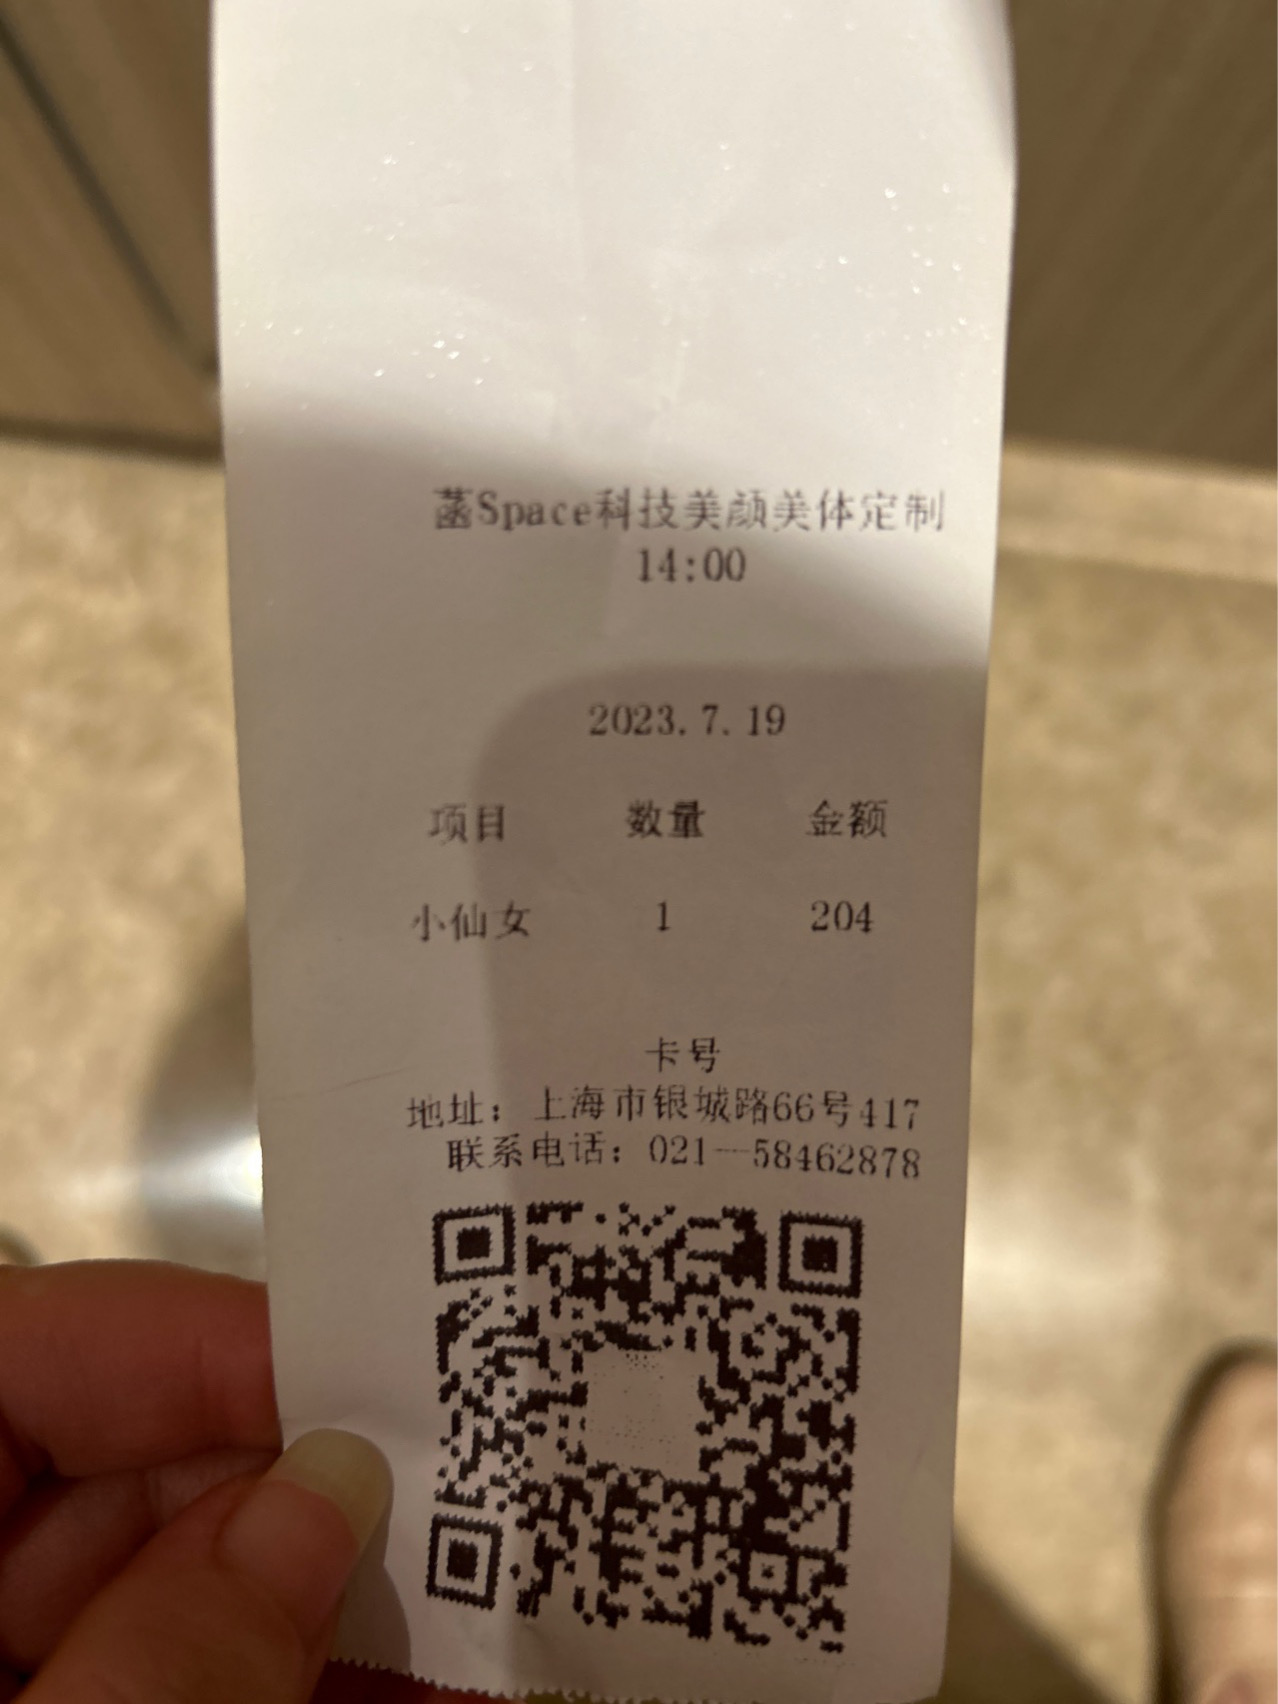 菡Space科技美颜美体定制
14:00
2023.7.19
项目 数量 金额
小仙女 1 204
卡号
地址：上海市银城路66号417
联系电话：021—58462878